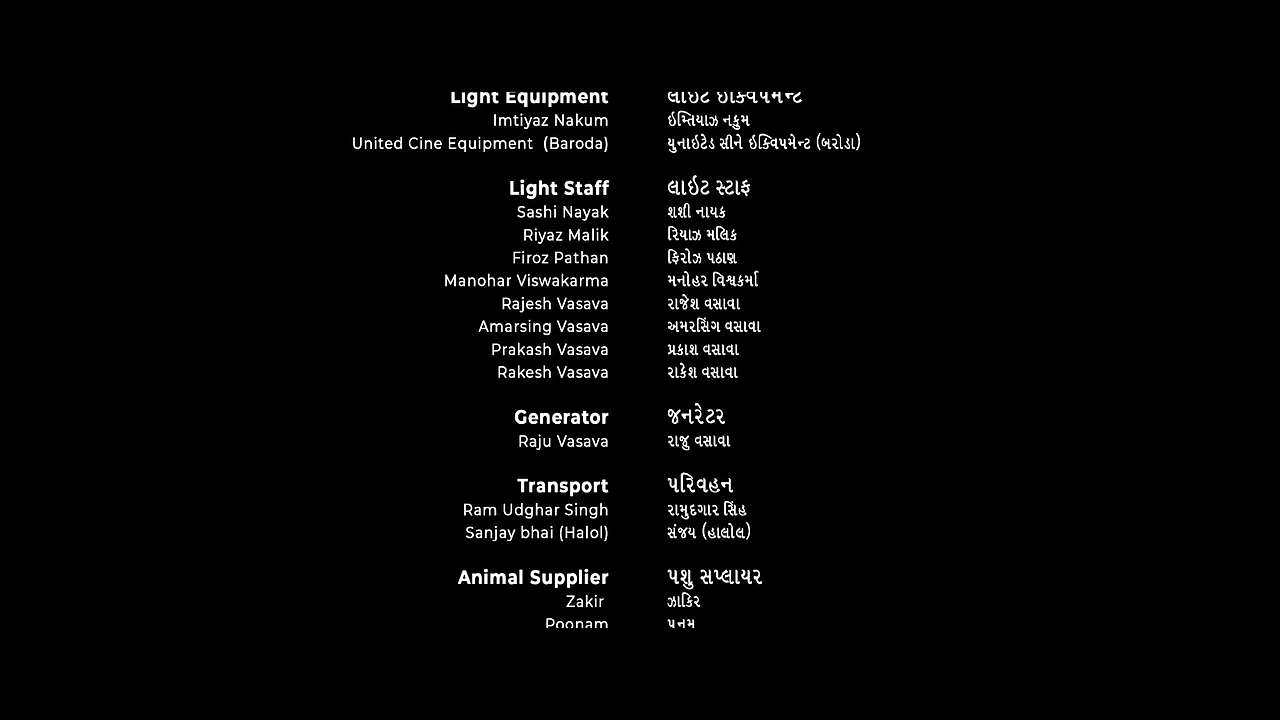 Light Equipment લાઇટ ઇક્વિપમેન્ટ
Imtiyaz Nakum ઇમ્તિયાઝ નકુમ
United Cine Equipment (Baroda) યુનાઇટેડ સીને ઇક્વિપમેન્ટ (બરોડા)
Light Staff લાઇટ સ્ટાફ
Sashi Nayak શશી નાયક
Riyaz Malik રિયાઝ મલિક
Firoz Pathan ફિરોઝ પઠાણ
Manohar Viswakarma મનોહર વિશ્વકર્મા
Rajesh Vasava રાજેશ વસાવા
Amarsing Vasava અમરસિંગ વસાવા
Prakash Vasava પ્રકાશ વસાવા
Rakesh Vasava રાકેશ વસાવા
Generator જનરેટર
Raju Vasava રાજુ વસાવા
Transport પરિવહન
Ram Udghar Singh રામુદગાર સિંહ
Sanjay bhai (Halol) સંજય (હાલોલ)
Animal Supplier પશુ સપ્લાયર
Zakir ઝાકિર
Poonam પુનમ